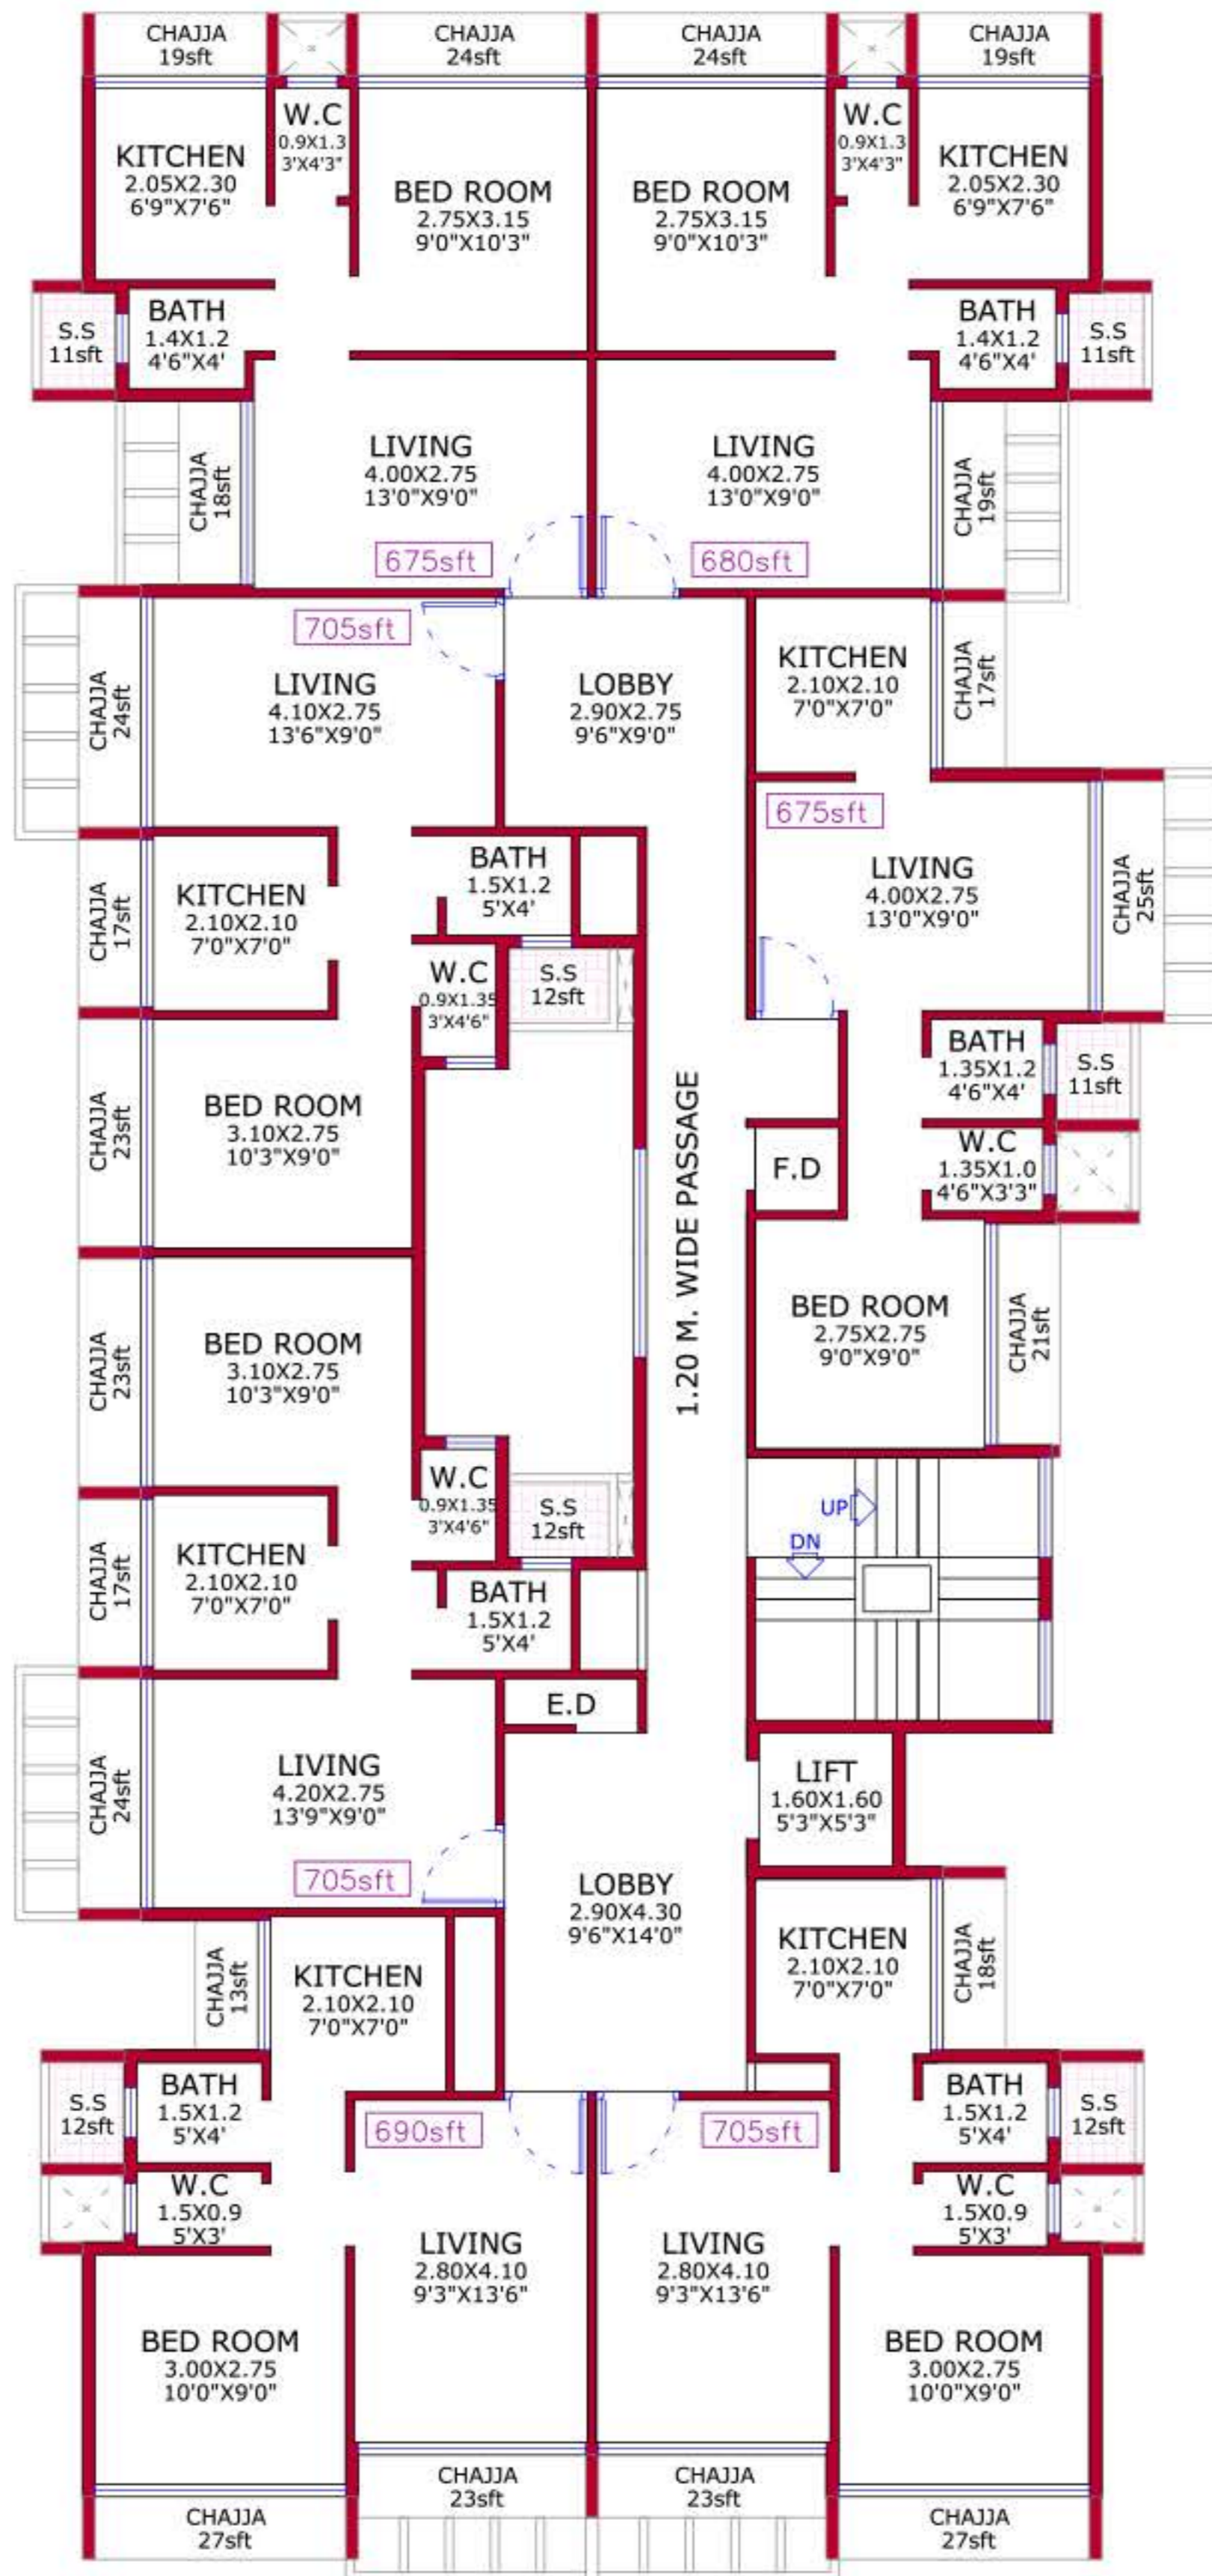 CHAJJA
19sft
CHAJJA
24sft
CHAJJA
24sft
CHAJJA
19sft
W.C
0.9X1.3
3'X4'3"
W.C
0.9X1.3
3'X4'3"
KITCHEN
2.05X2.30
6'9"X7'6"
BED ROOM
2.75X3.15
9'0"X10'3"
BED ROOM
2.75X3.15
9'0"X10'3"
KITCHEN
2.05X2.30
6'9"X7'6"
S.S
11sft
BATH
1.4X1.2
4'6"X4'
BATH
1.4X1.2
4'6"X4'
S.S
11sft
CHAJJA
18sft
LIVING
4.00X2.75
13'0"X9'0"
LIVING
4.00X2.75
13'0"X9'0"
CHAJJA
19sft
675sft
680sft
705sft
CHAJJA
24sft
LIVING
4.10X2.75
13'6"X9'0"
LOBBY
2.90X2.75
9'6"X9'0"
KITCHEN
2.10X2.10
7'0"X7'0"
CHAJJA
17sft
675sft
CHAJJA
17sft
KITCHEN
2.10X2.10
7'0"X7'0"
BATH
1.5X1.2
5'X4'
LIVING
4.00X2.75
13'0"X9'0"
CHAJJA
25sft
W.C
0.9X1.35
3'X4'6"
S.S
12sft
CHAJJA
23sft
BED ROOM
3.10X2.75
10'3"X9'0"
BATH
1.35X1.2
4'6"X4'
S.S
11sft
F.D
W.C
1.35X1.0
4'6"X3'3"
1.20 M. WIDE PASSAGE
CHAJJA
23sft
BED ROOM
3.10X2.75
10'3"X9'0"
BED ROOM
2.75X2.75
9'0"X9'0"
CHAJJA
21sft
W.C
0.9X1.35
3'X4'6"
S.S
12sft
UP
DN
CHAJJA
17sft
KITCHEN
2.10X2.10
7'0"X7'0"
BATH
1.5X1.2
5'X4'
E.D
CHAJJA
24sft
LIVING
4.20X2.75
13'9"X9'0"
LIFT
1.60X1.60
5'3"X5'3"
705sft
LOBBY
2.90X4.30
9'6"X14'0"
CHAJJA
13sft
KITCHEN
2.10X2.10
7'0"X7'0"
KITCHEN
2.10X2.10
7'0"X7'0"
CHAJJA
18sft
S.S
12sft
BATH
1.5X1.2
5'X4'
690sft
705sft
BATH
1.5X1.2
5'X4'
S.S
12sft
W.C
1.5X0.9
5'X3'
W.C
1.5X0.9
5'X3'
LIVING
2.80X4.10
9'3"X13'6"
LIVING
2.80X4.10
9'3"X13'6"
BED ROOM
3.00X2.75
10'0"X9'0"
BED ROOM
3.00X2.75
10'0"X9'0"
CHAJJA
23sft
CHAJJA
23sft
CHAJJA
27sft
CHAJJA
27sft